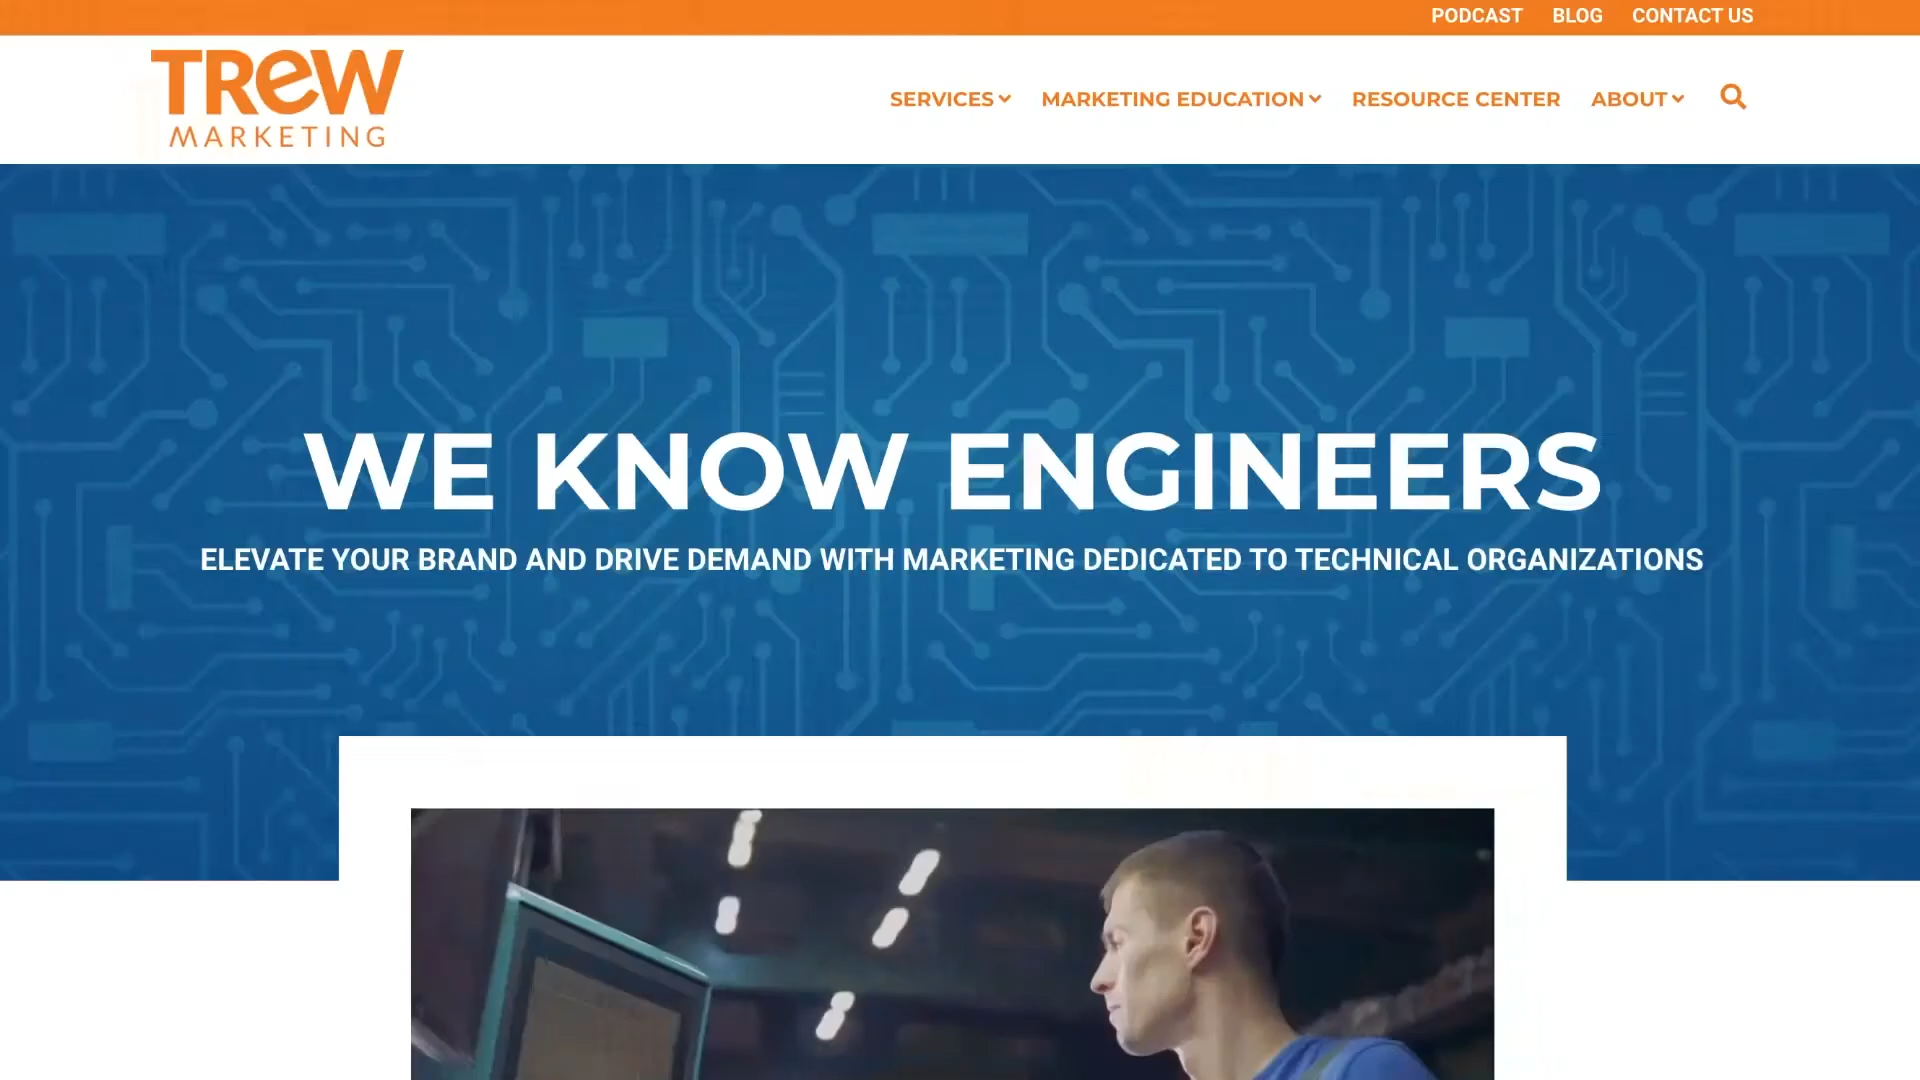 PODCAST BLOG CONTACT US
TReW
MARKETING
SERVICES MARKETING EDUCATION RESOURCE CENTER ABOUT
WE KNOW ENGINEERS
ELEVATE YOUR BRAND AND DRIVE DEMAND WITH MARKETING DEDICATED TO TECHNICAL ORGANIZATIONS